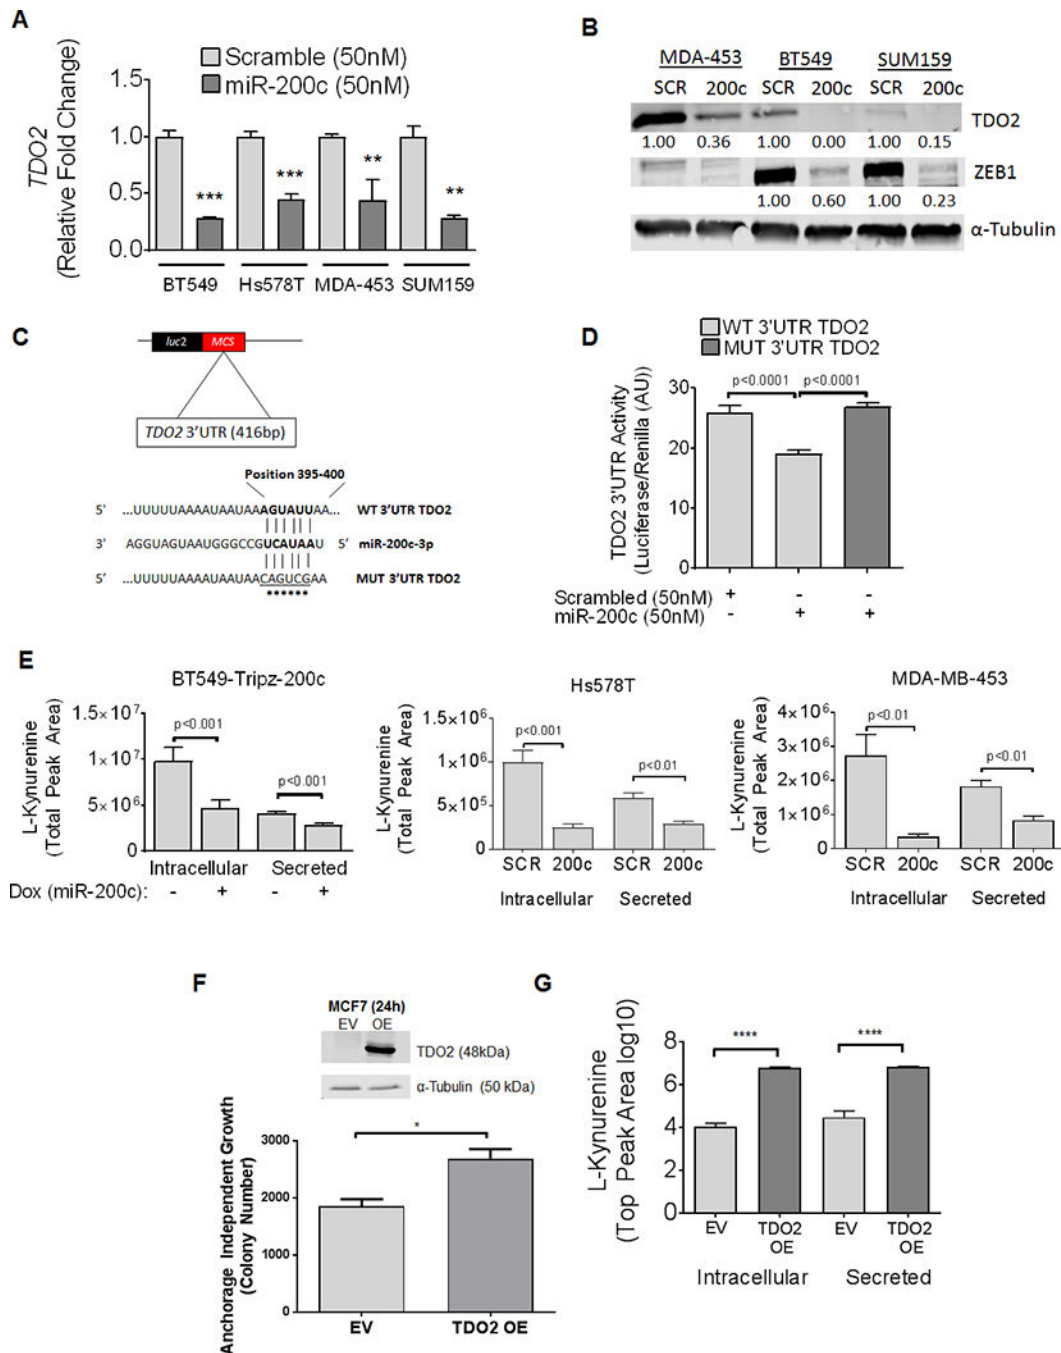 A
Scramble (50nM)
miR-200c (50nM)
TDO2
(Relative Fold Change)
1.5
1.0
0.5
0.0
*** *** ** **
BT549 Hs578T MDA-453 SUM159
B
MDA-453 BT549 SUM159
SCR 200c SCR 200c SCR 200c
TDO2
1.00 0.36 1.00 0.00 1.00 0.15
ZEB1
1.00 0.60 1.00 0.23
α-Tubulin
C
luc2 MCS
TDO2 3'UTR (416bp)
Position 395-400
5' ...UUUUUAAAAUAAUAAAGUAUUAA... WT 3'UTR TDO2
3' AGGUAGUAAUGGGCCGUCAUAAU 5' miR-200c-3p
5' ...UUUUUAAAAUAAUAACAGUCGAA MUT 3'UTR TDO2
******
D
WT 3'UTR TDO2
MUT 3'UTR TDO2
p<0.0001 p<0.0001
TDO2 3'UTR Activity
(Luciferase/Renilla (AU))
30
20
10
0
Scrambled (50nM) + - -
miR-200c (50nM) - + +
E
BT549-Tripz-200c
L-Kynurenine
(Total Peak Area)
1.5×10⁷
1×10⁷
5×10⁶
0
p<0.001
p<0.001
Intracellular Secreted
Dox (miR-200c): - + - +
Hs578T
L-Kynurenine
(Total Peak Area)
1.5×10⁶
1×10⁶
5×10⁵
0
p<0.001
p<0.01
SCR 200c SCR 200c
Intracellular Secreted
MDA-MB-453
L-Kynurenine
(Total Peak Area)
4×10⁶
3×10⁶
2×10⁶
1×10⁶
0
p<0.01
p<0.01
SCR 200c SCR 200c
Intracellular Secreted
F
MCF7 (24h)
EV OE
TDO2 (48kDa)
α-Tubulin (50 kDa)
Anchorage Independent Growth
(Colony Number)
3000
2000
1000
0
*
EV TDO2 OE
G
L-Kynurenine
(Top Peak Area log10)
8
6
4
2
0
**** ****
EV TDO2 OE EV TDO2 OE
Intracellular Secreted